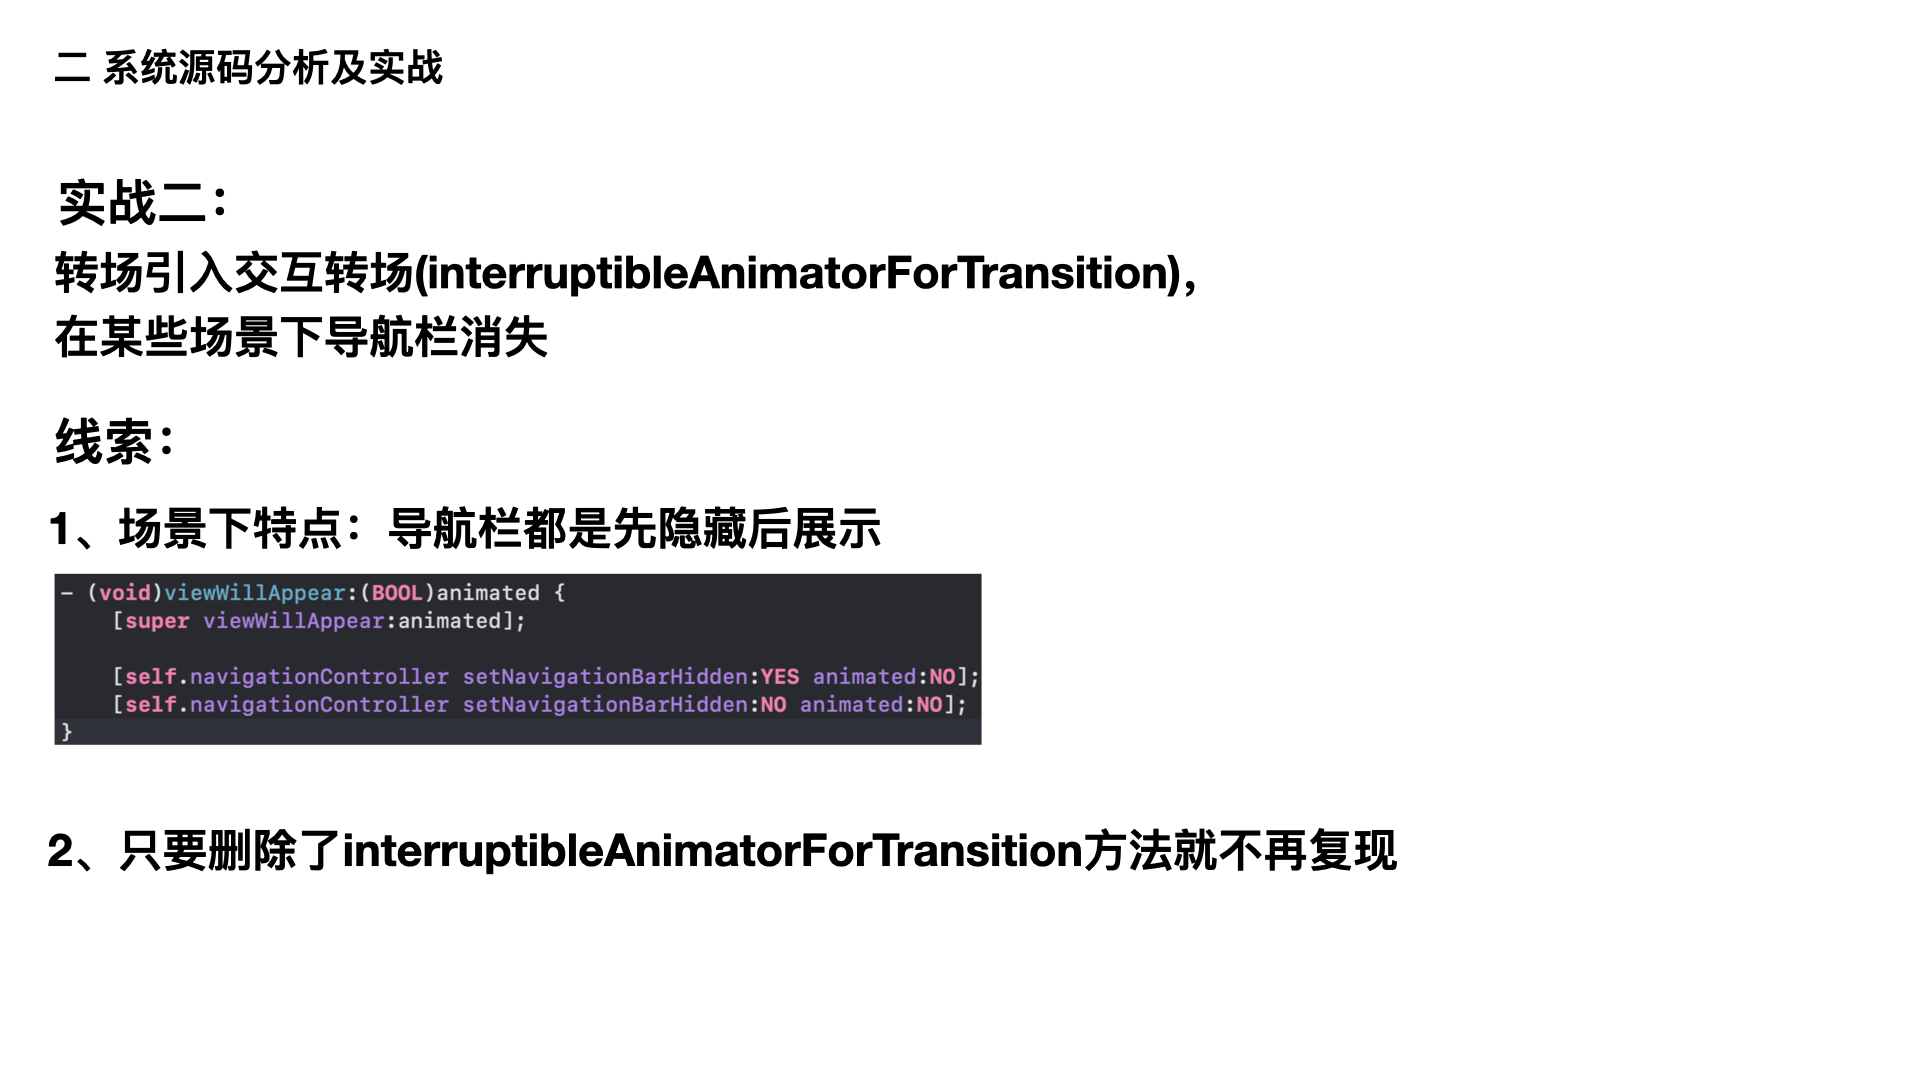 二 系统源码分析及实战
实战二：
转场引入交互转场(interruptibleAnimatorForTransition)，
在某些场景下导航栏消失
线索：
1、场景下特点：导航栏都是先隐藏后展示
- (void)viewWillAppear:(BOOL)animated {
[super viewWillAppear:animated];
[self.navigationController setNavigationBarHidden:YES animated:NO];
[self.navigationController setNavigationBarHidden:NO animated:NO];
}
2、只要删除了interruptibleAnimatorForTransition方法就不再复现